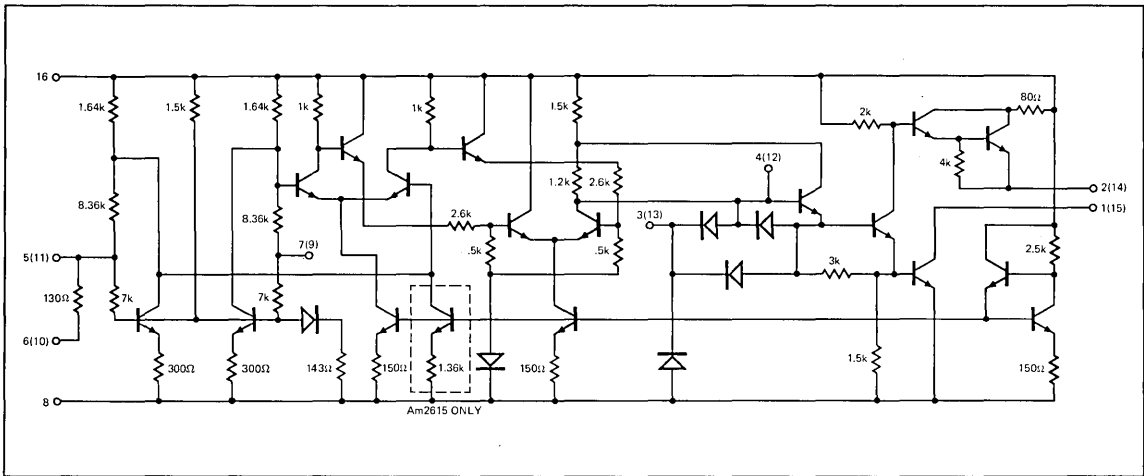 16
1.64k
1.5k
1.64k
1k
1k
1.5k
2k
80Ω
4k
4(12)
8.36k
1.2k
2.6k
2(14)
1(15)
8.36k
2.6k
3(13)
5(11)
7(9)
.5k
.5k
2.5k
130Ω
7k
7k
3k
6(10)
300Ω
300Ω
143Ω
150Ω
1.36k
150Ω
1.5k
150Ω
8
Am2615 ONLY